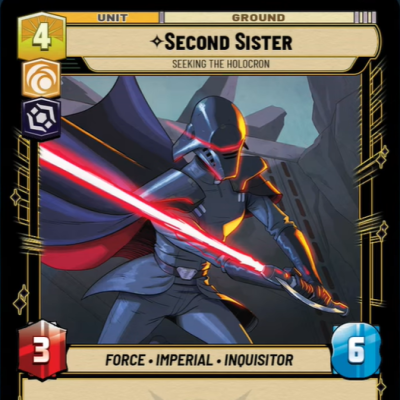 UNIT GROUND
4
✧SECOND SISTER
SEEKING THE HOLOCRON
3
6
FORCE • IMPERIAL • INQUISITOR